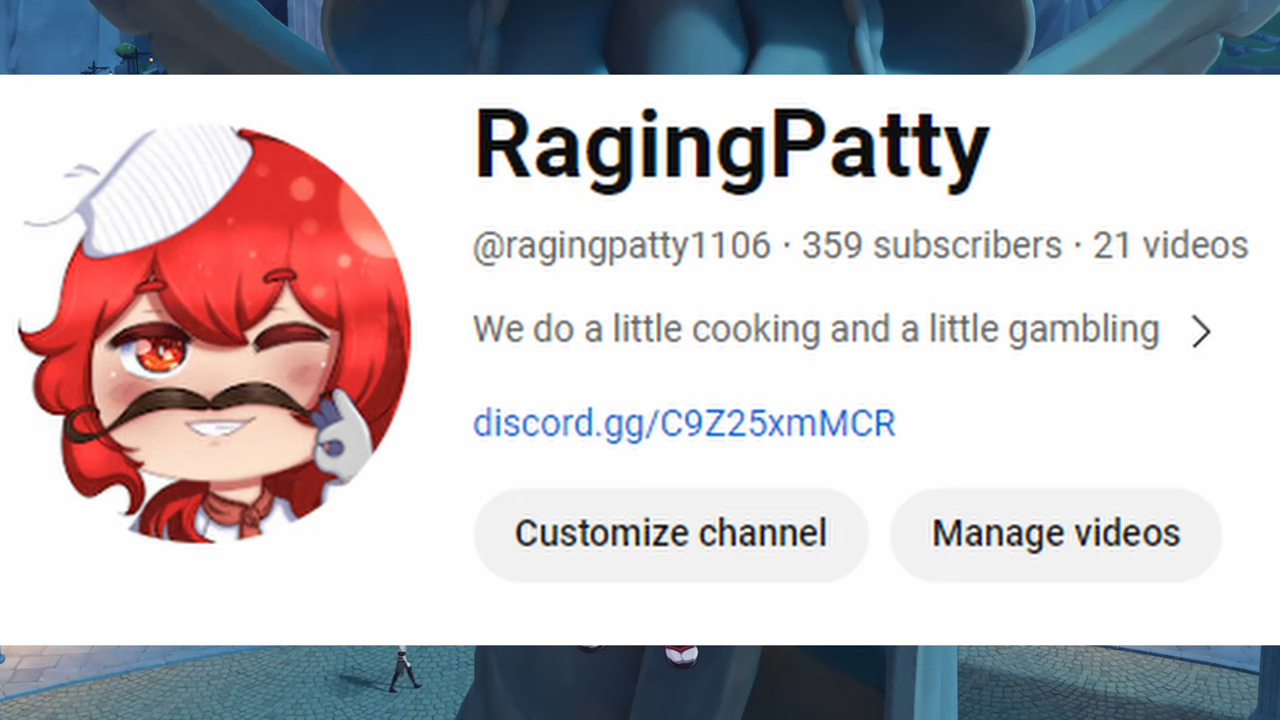 RagingPatty
@ragingpatty1106 · 359 subscribers · 21 videos
We do a little cooking and a little gambling
discord.gg/C9Z25xmMCR
Customize channel Manage videos